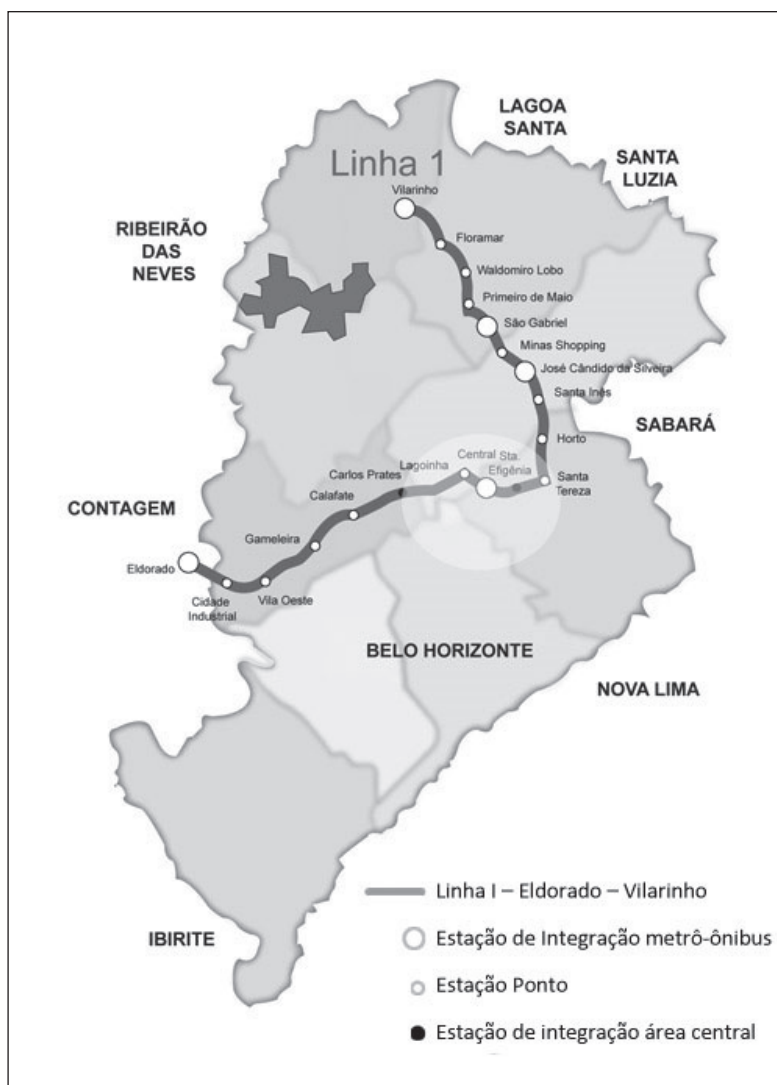 LAGOA
SANTA
Linha 1
SANTA
LUZIA
Vilarinho
RIBEIRÃO
DAS
NEVES
Floramar
Waldomiro Lobo
Primeiro de Maio
São Gabriel
Minas Shopping
José Cândido da Silveira
Santa Inês
SABARÁ
Horto
Central
Sta.
Efigênia
Lagoinha
Carlos Prates
Santa
Tereza
Calafate
CONTAGEM
Gameleira
Eldorado
Cidade
Industrial
Vila Oeste
BELO HORIZONTE
NOVA LIMA
Linha I – Eldorado – Vilarinho
Estação de Integração metrô-ônibus
IBIRITE
Estação Ponto
Estação de integração área central